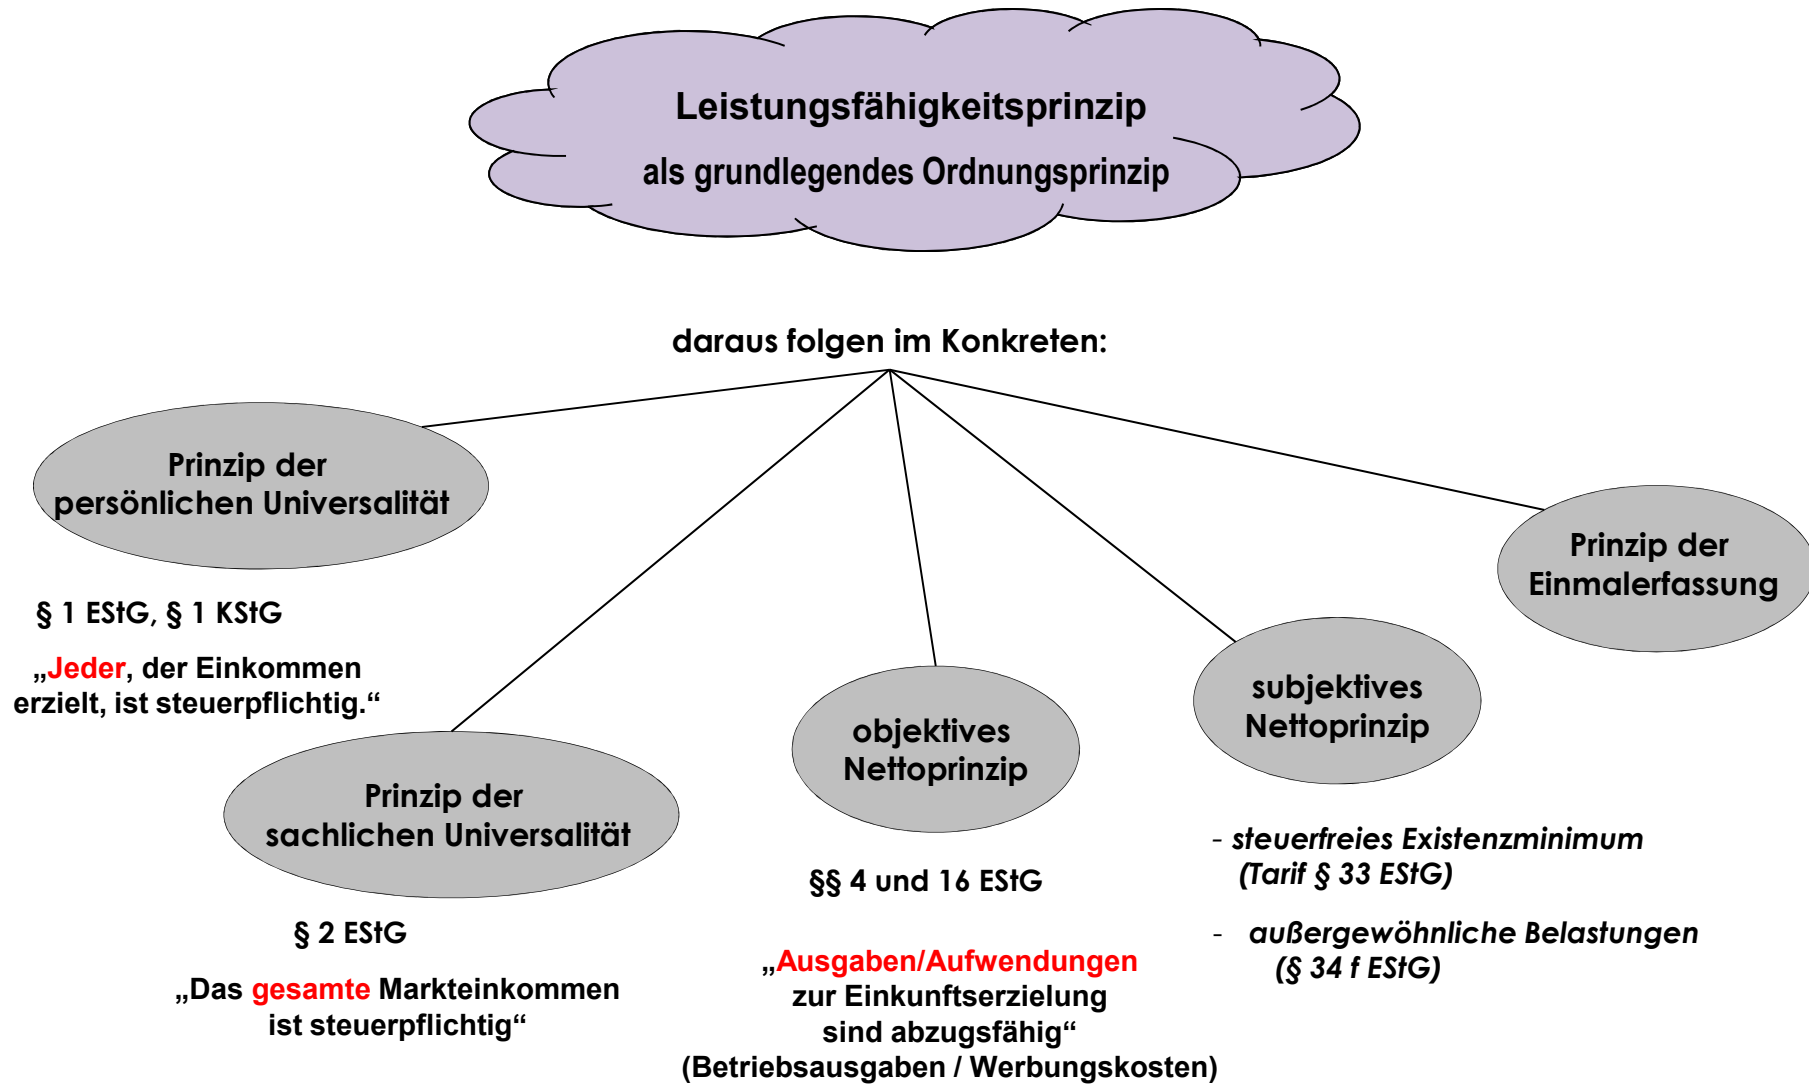 Leistungsfähigkeitsprinzip
als grundlegendes Ordnungsprinzip
daraus folgen im Konkreten:
Prinzip der
persönlichen Universalität
§ 1 EStG, § 1 KStG
„Jeder, der Einkommen
erzielt, ist steuerpflichtig.“
Prinzip der
sachlichen Universalität
§ 2 EStG
„Das gesamte Markteinkommen
ist steuerpflichtig“
objektives
Nettoprinzip
§§ 4 und 16 EStG
„Ausgaben/Aufwendungen
zur Einkunftserzielung
sind abzugsfähig“
(Betriebsausgaben / Werbungskosten)
subjektives
Nettoprinzip
- steuerfreies Existenzminimum
(Tarif § 33 EStG)
- außergewöhnliche Belastungen
(§ 34 f EStG)
Prinzip der
Einmalerfassung